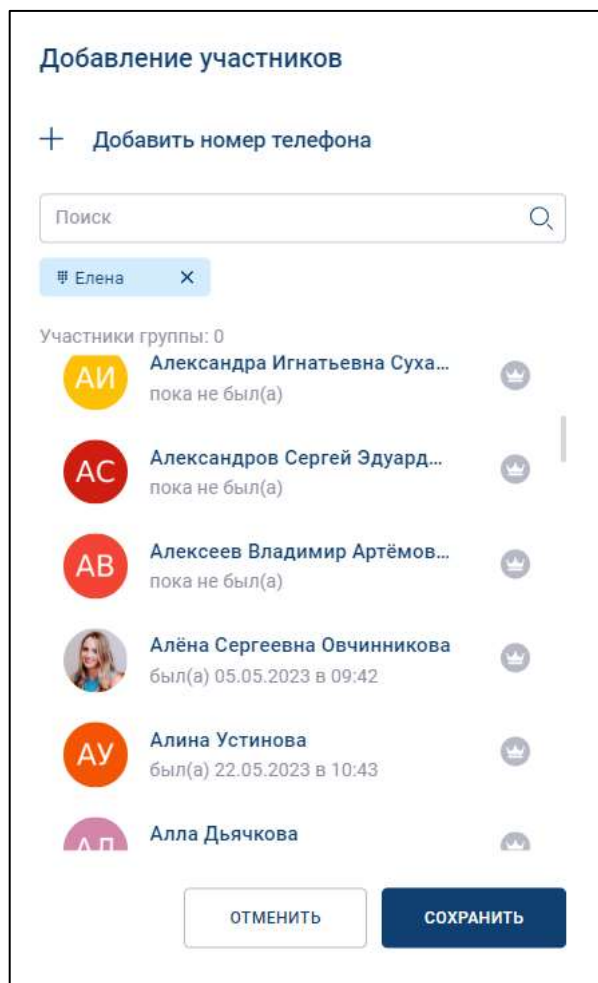 Добавление участников
Добавить номер телефона
Поиск
Елена
Участники группы: 0
АИ
Александра Игнатьевна Суха...
пока не был(а)
АС
Александров Сергей Эдуард...
пока не был(а)
АВ
Алексеев Владимир Артёмов...
пока не был(а)
Алёна Сергеевна Овчинникова
был(а) 05.05.2023 в 09:42
АУ
Алина Устинова
был(а) 22.05.2023 в 10:43
АД
Алла Дьячкова
ОТМЕНИТЬ
СОХРАНИТЬ